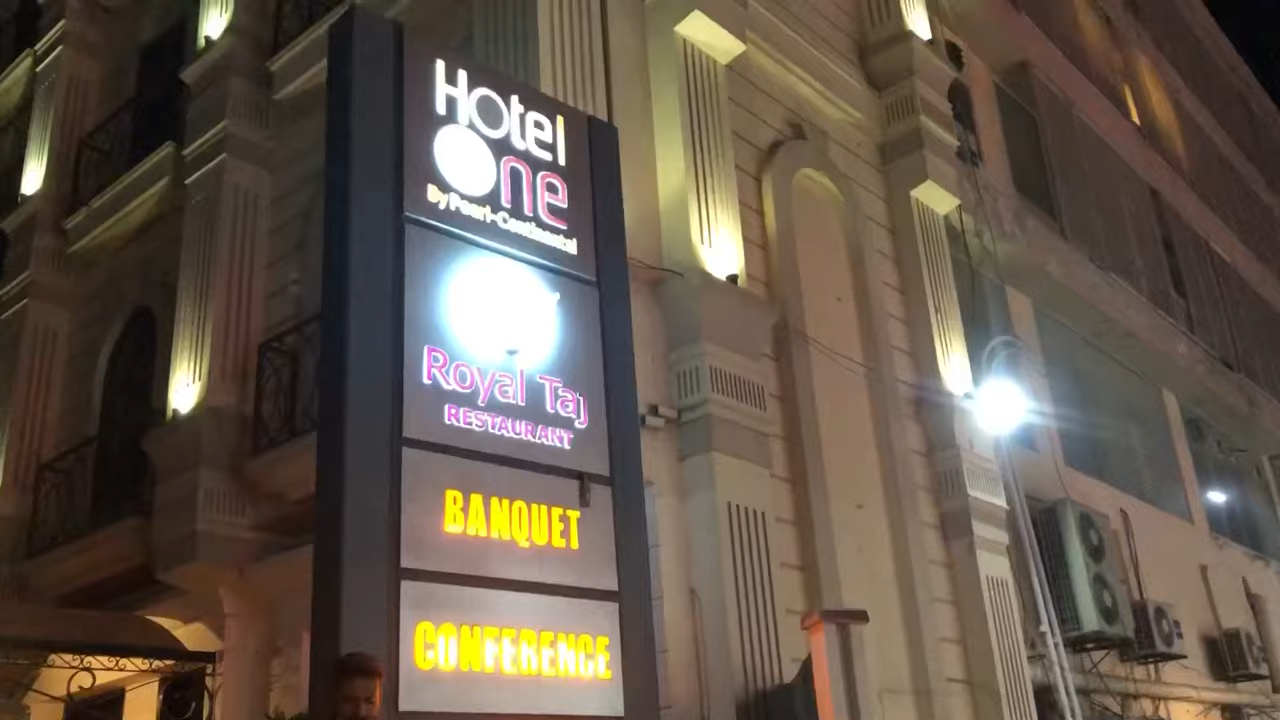 Hotel
One
By Pearl-Continental
Royal Taj
RESTAURANT
BANQUET
CONFERENCE